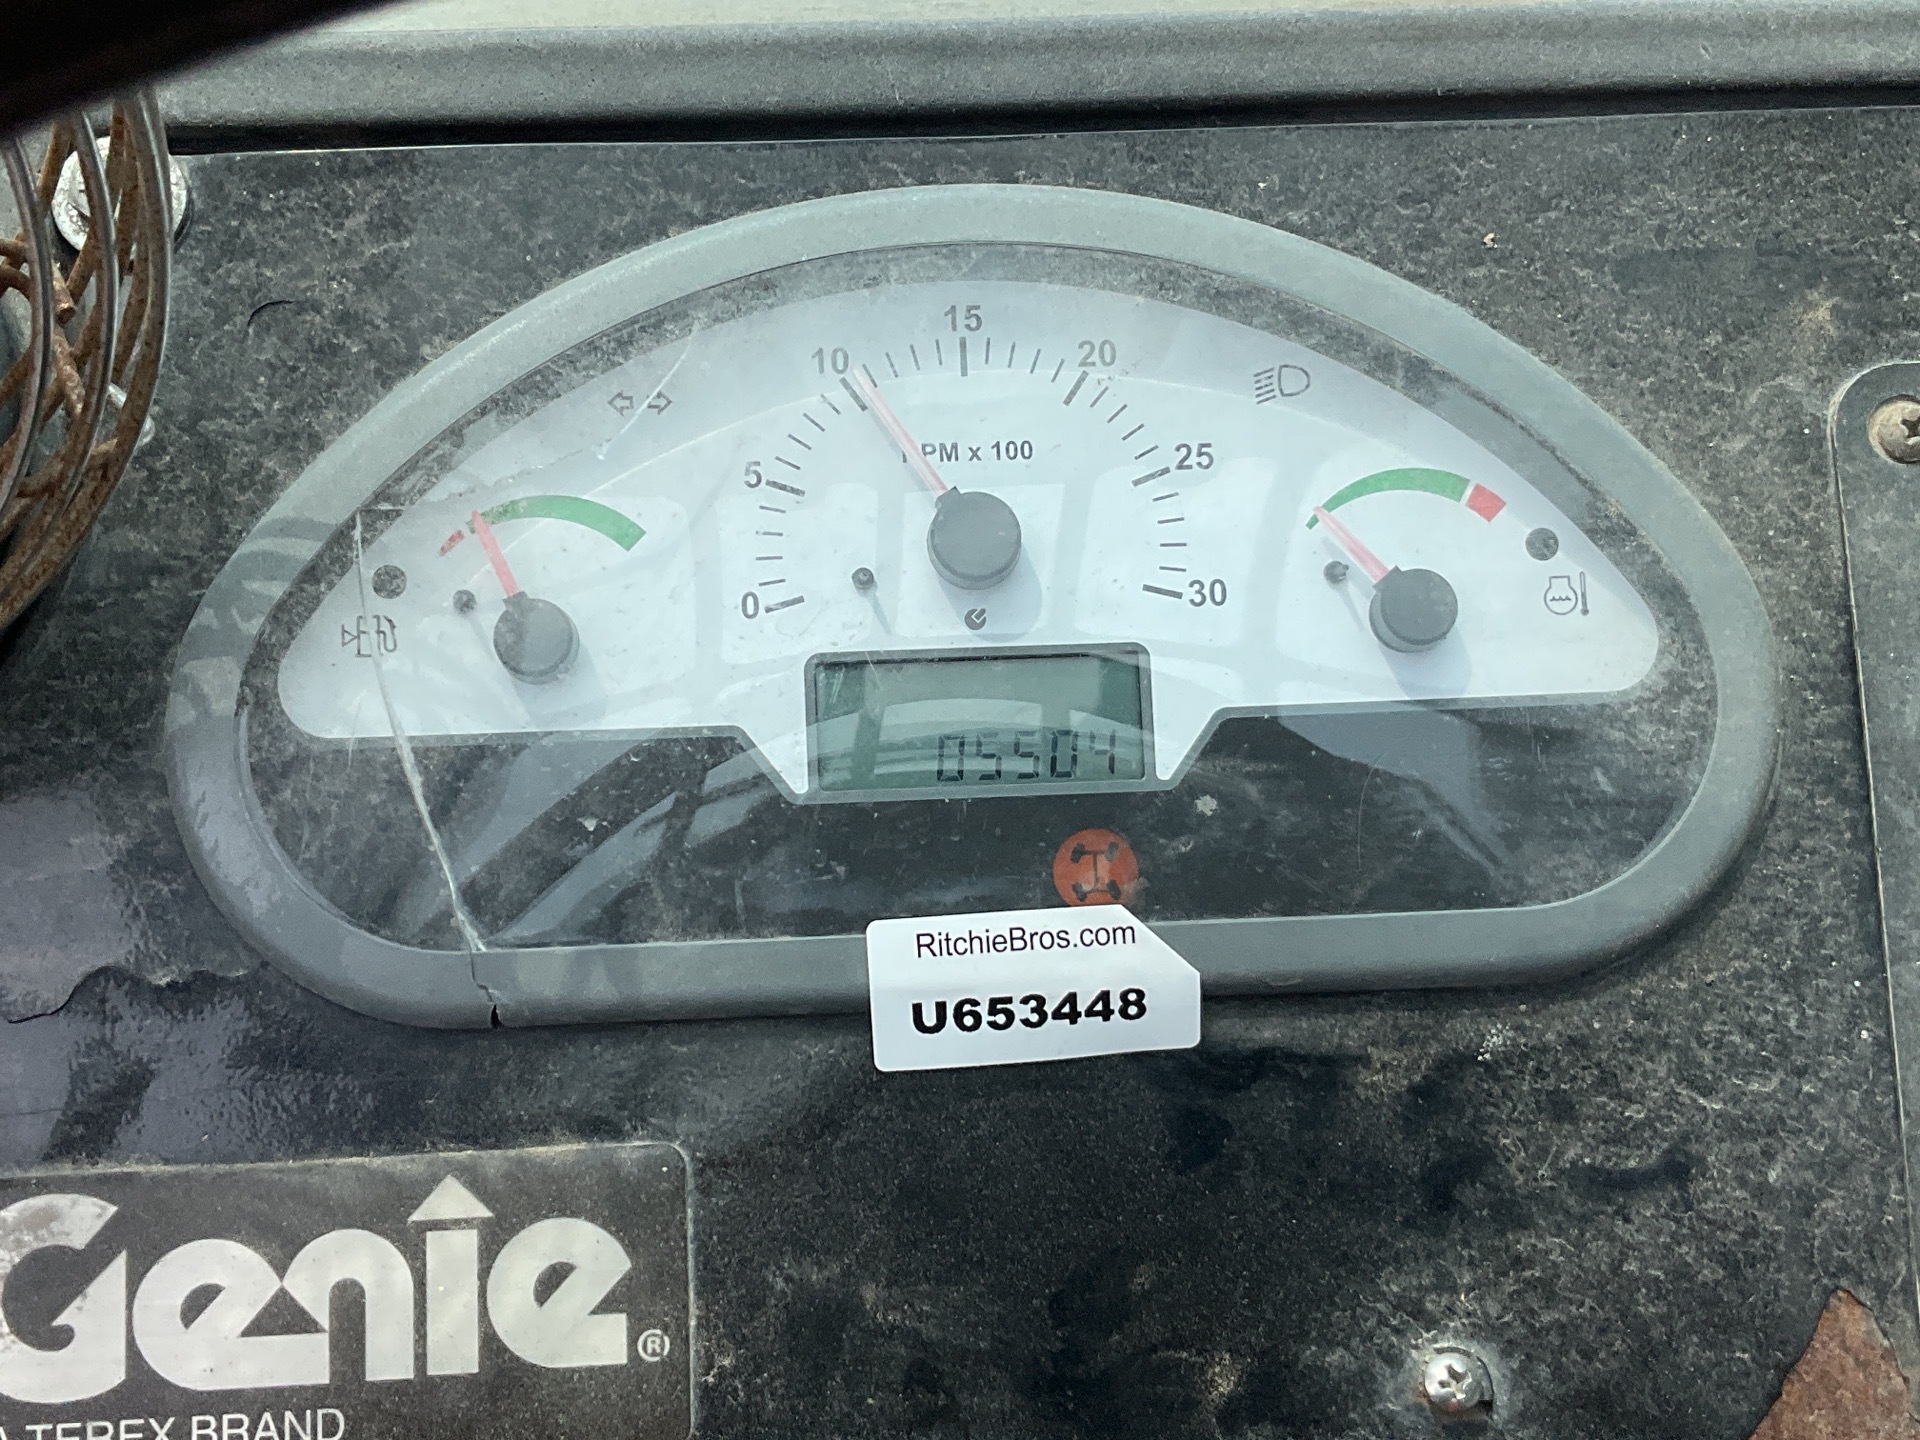 15
10
20
RPM x 100
5
25
0
30
05504
RitchieBros.com
U653448
Genie®
A TEREX BRAND